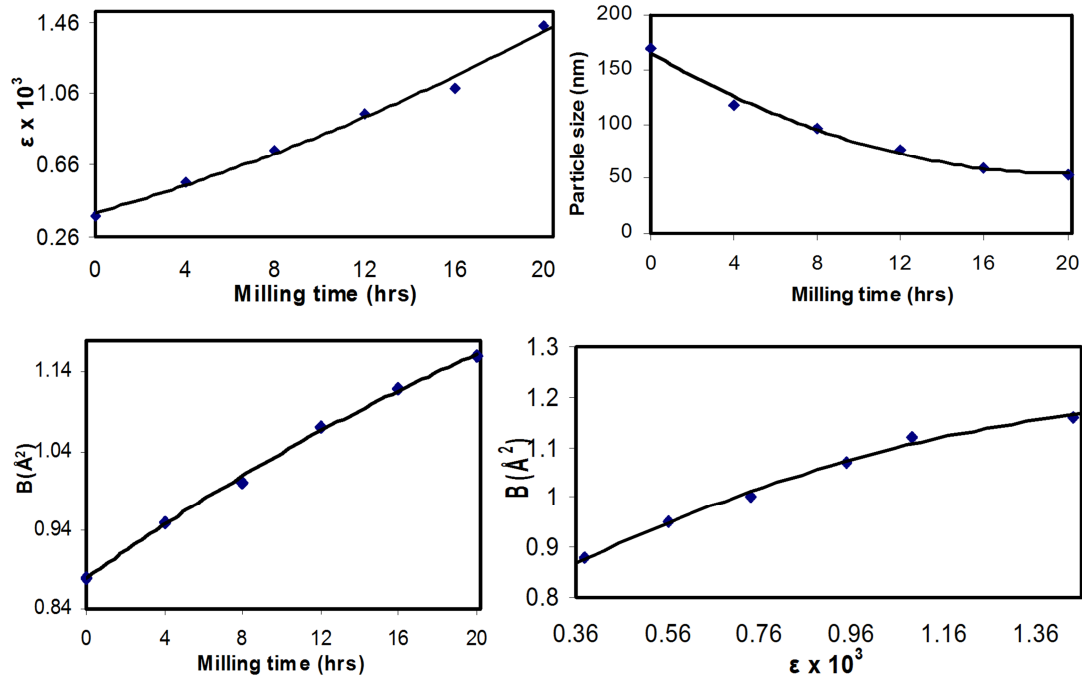 ε x 10³
1.46
1.06
0.66
0.26
0 4 8 12 16 20
Milling time (hrs)
Particle size (nm)
200
150
100
50
0
0 4 8 12 16 20
Milling time (hrs)
B(Å²)
1.14
1.04
0.94
0.84
0 4 8 12 16 20
Milling time (hrs)
B (Å²)
1.3
1.2
1.1
1
0.9
0.8
0.36 0.56 0.76 0.96 1.16 1.36
ε x 10³